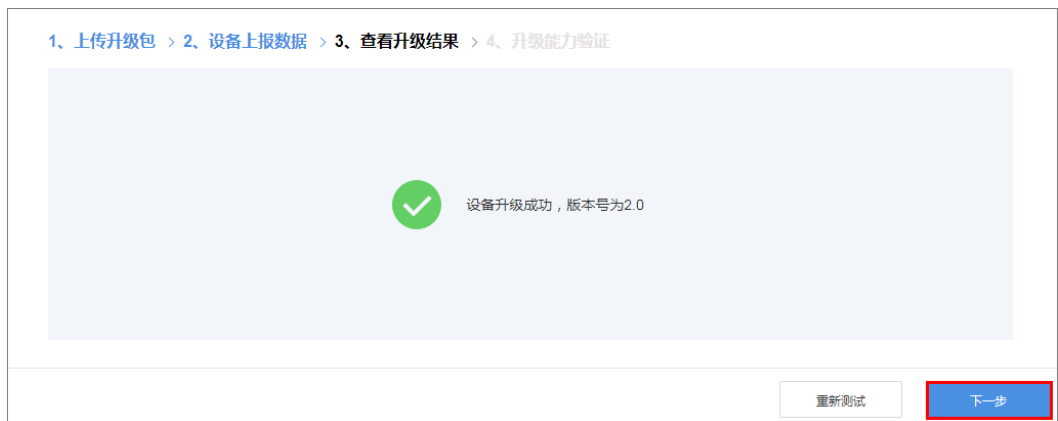 1、上传升级包 > 2、设备上报数据 > 3、查看升级结果 > 4、升级能力验证
设备升级成功，版本号为2.0
重新测试 下一步